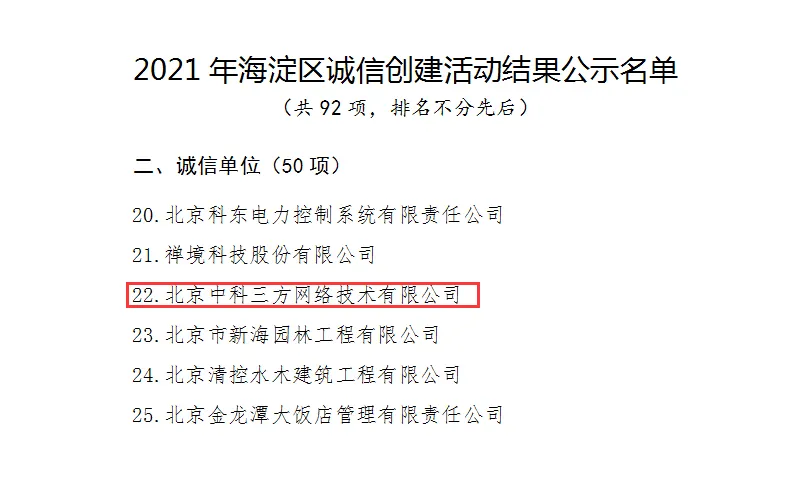 2021 年海淀区诚信创建活动结果公示名单
（共 92 项，排名不分先后）
二、诚信单位（50 项）
20.北京科东电力控制系统有限责任公司
21.禅境科技股份有限公司
22.北京中科三方网络技术有限公司
23.北京市新海园林工程有限公司
24.北京清控水木建筑工程有限公司
25.北京金龙潭大饭店管理有限责任公司